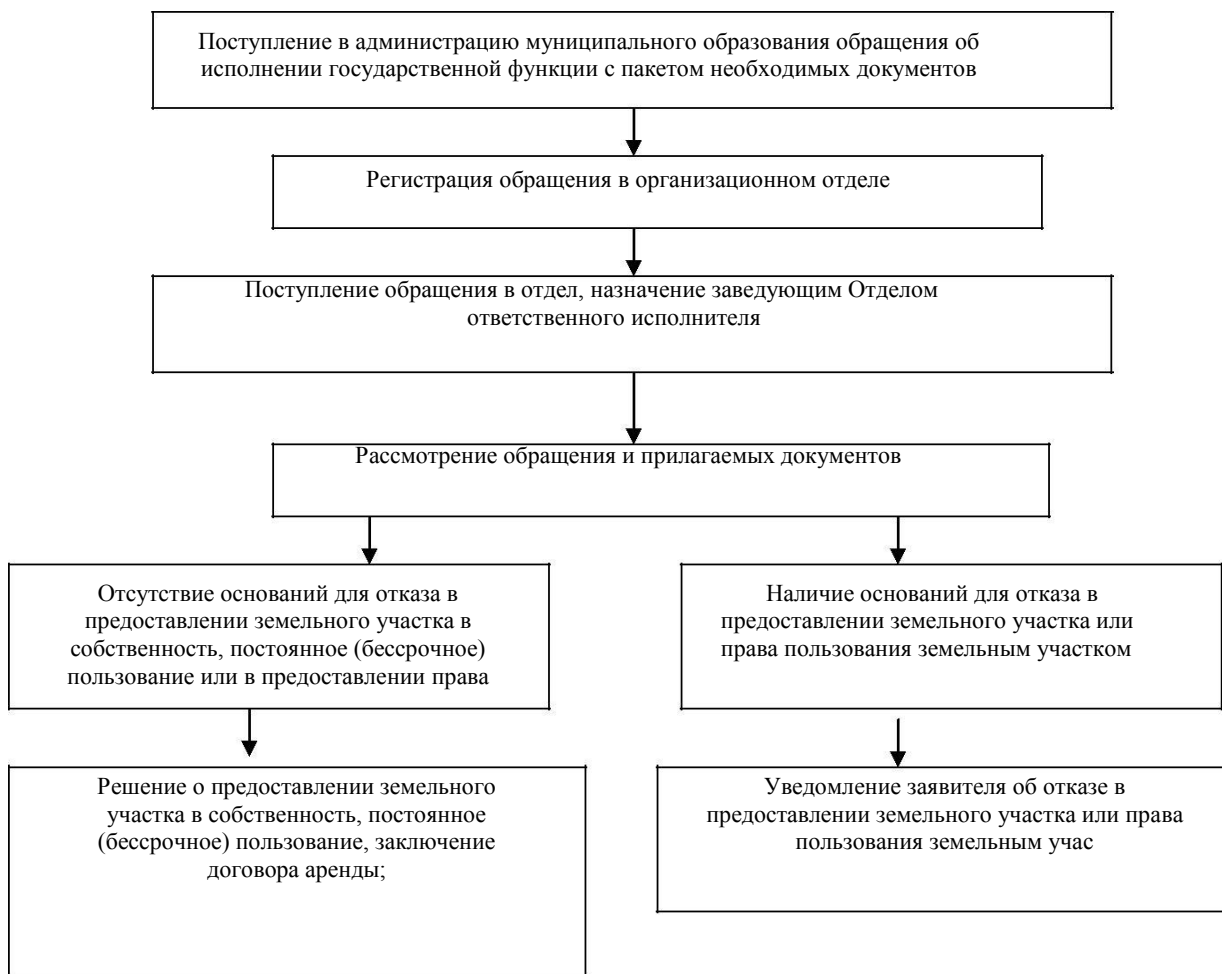 Поступление в администрацию муниципального образования обращения об
исполнении государственной функции с пакетом необходимых документов
Регистрация обращения в организационном отделе
Поступление обращения в отдел, назначение заведующим Отделом
ответственного исполнителя
Рассмотрение обращения и прилагаемых документов
Отсутствие оснований для отказа в
предоставлении земельного участка в
собственность, постоянное (бессрочное)
пользование или в предоставлении права
Наличие оснований для отказа в
предоставлении земельного участка или
права пользования земельным участком
Решение о предоставлении земельного
участка в собственность, постоянное
(бессрочное) пользование, заключение
договора аренды;
Уведомление заявителя об отказе в
предоставлении земельного участка или права
пользования земельным учас